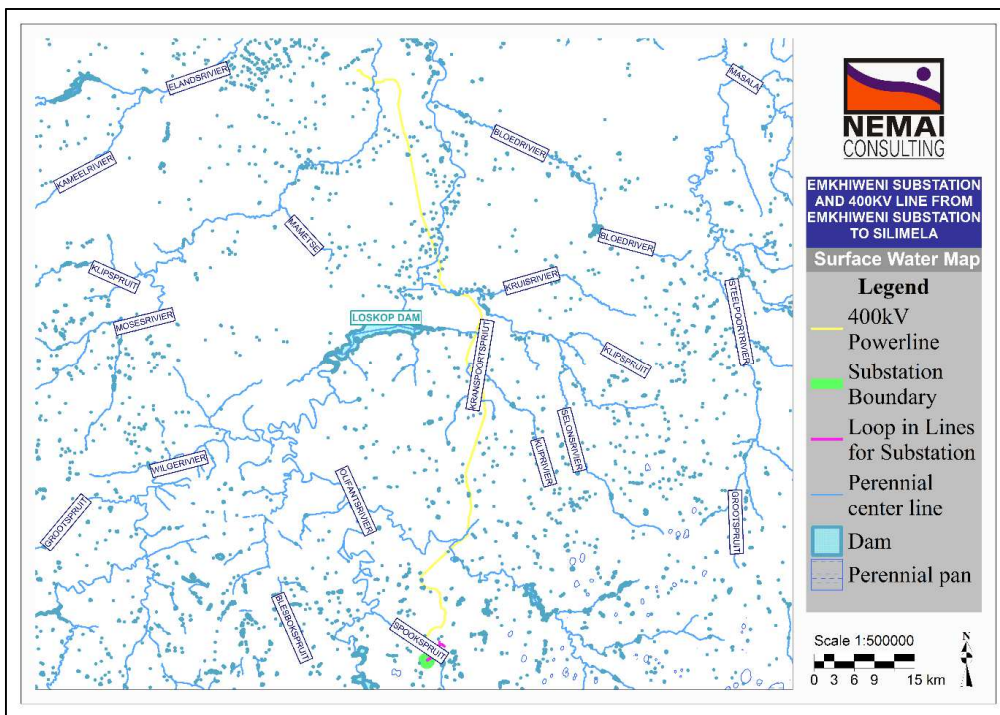 ELANDSRIVIER
MASALA
BLOEDRIVIER
KAMEELRIVIER
MAMETSE
BLOEDRIVER
KLIPSPRUIT
KRUISRIVIER
STEELPOORTRIVIER
MOSESRIVIER
LOSKOP DAM
KRANSPOORTSPRIUT
KLIPSPRUIT
SELONSRIVIER
KLIPRIVIER
WILGERIVIER
OLIFANTSRIVIER
GROOTSPRUIT
GROOTSPRUIT
BLESBOKSPRUIT
SPOOKSPRUIT
NEMAI
CONSULTING
EMKHIWENI SUBSTATION
AND 400KV LINE FROM
EMKHIWENI SUBSTATION
TO SILIMELA
Surface Water Map
Legend
400kV
Powerline
Substation
Boundary
Loop in Lines
for Substation
Perennial
center line
Dam
Perennial pan
Scale 1:500000
0 3 6 9 15 km
N